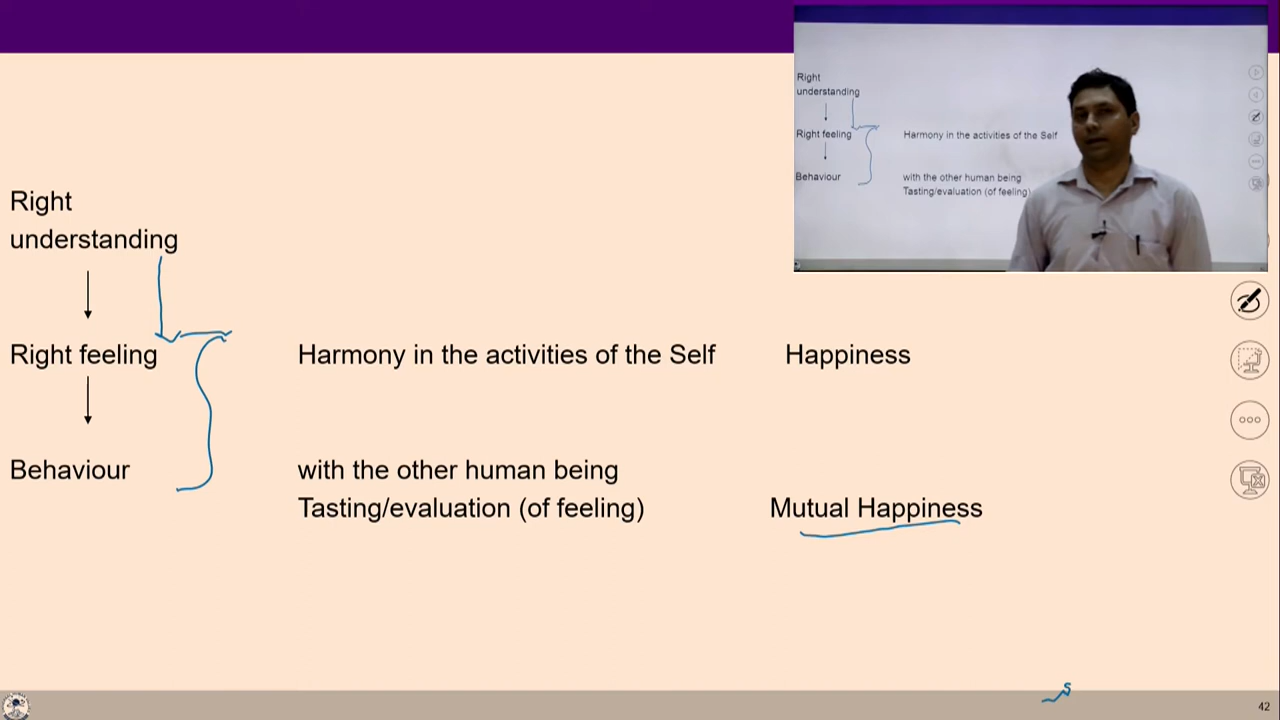 Right
understanding
Right feeling
Harmony in the activities of the Self
Happiness
Behaviour
with the other human being
Tasting/evaluation (of feeling)
Mutual Happiness
42
Right
understanding
Right feeling
Harmony in the activities of the Self
Behaviour
with the other human being
Tasting/evaluation (of feeling)